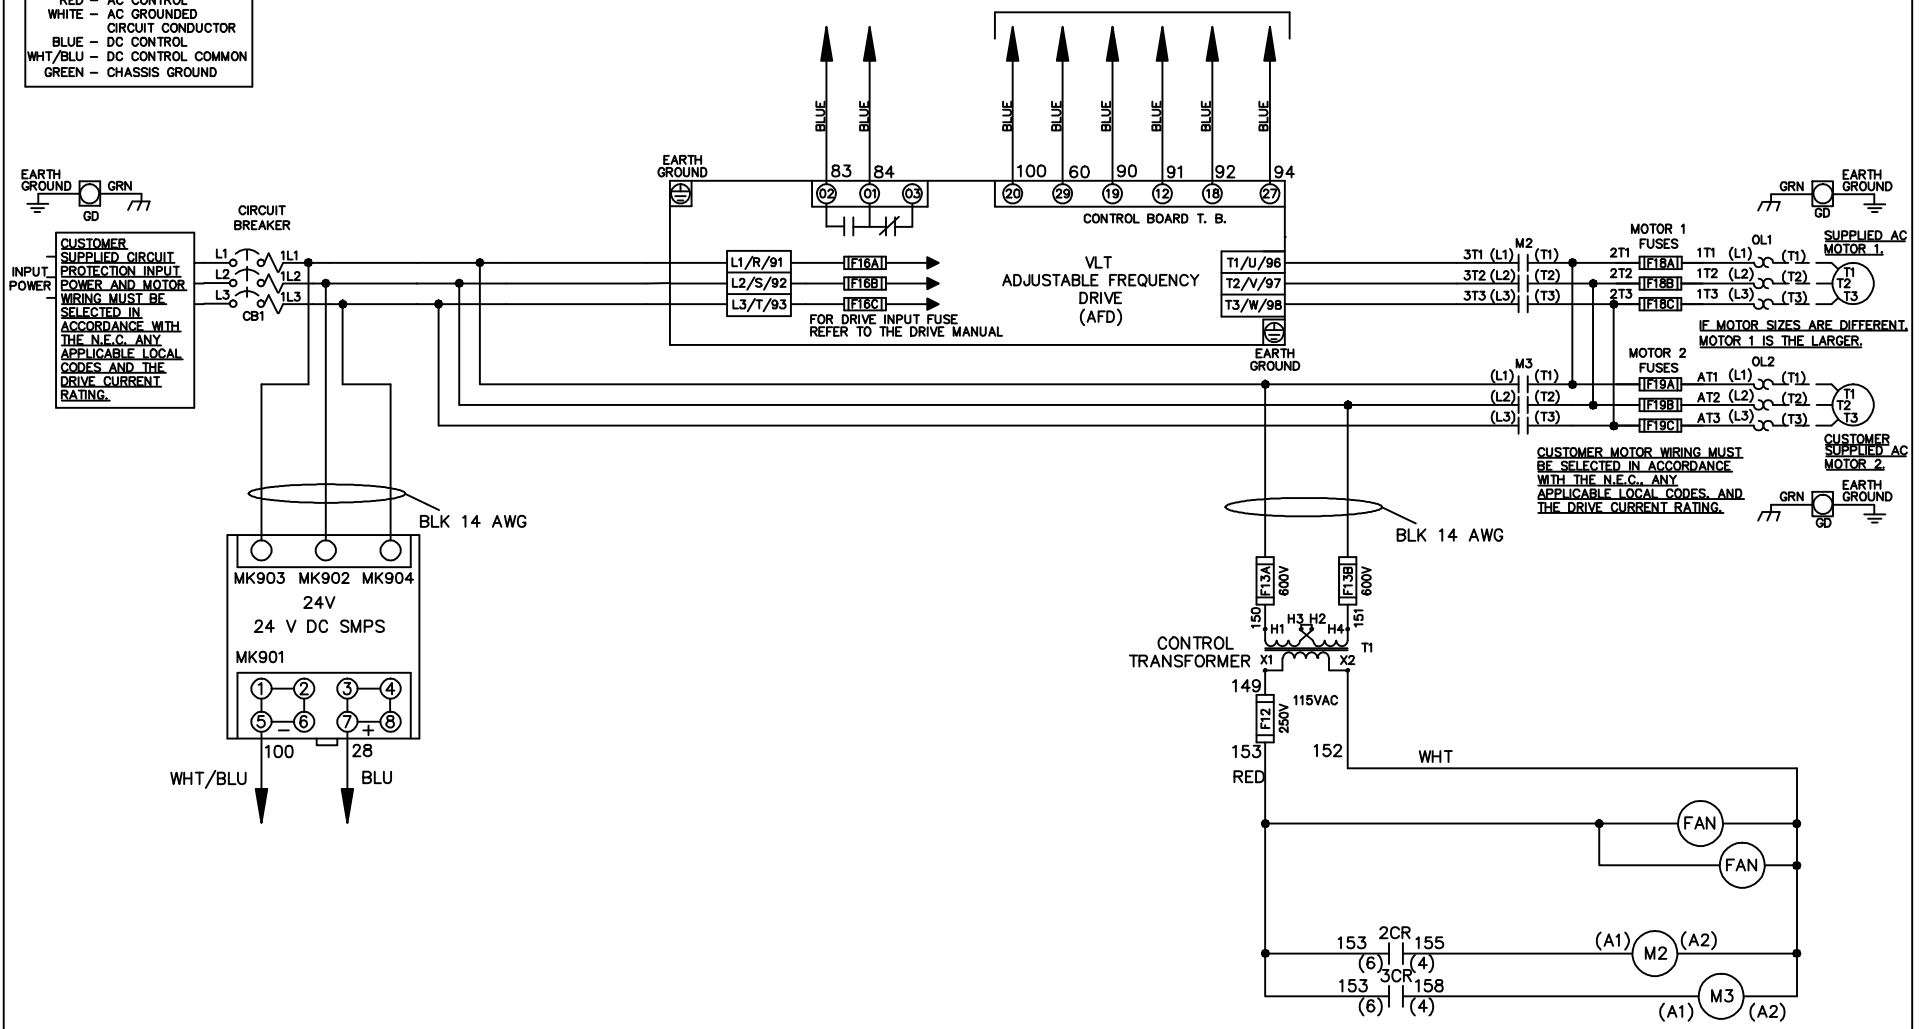 RED – AC CONTROL
WHITE – AC GROUNDED
CIRCUIT CONDUCTOR
BLUE – DC CONTROL
WHT/BLU – DC CONTROL COMMON
GREEN – CHASSIS GROUND
BLUE
BLUE
BLUE
BLUE
BLUE
BLUE
BLUE
BLUE
EARTH
GROUND
GRN
GD
CIRCUIT
BREAKER
INPUT
POWER
CUSTOMER
SUPPLIED CIRCUIT
PROTECTION INPUT
POWER AND MOTOR
WIRING MUST BE
SELECTED IN
ACCORDANCE WITH
THE N.E.C. ANY
APPLICABLE LOCAL
CODES AND THE
DRIVE CURRENT
RATING.
L1 1L1
L2 1L2
L3 1L3
CB1
EARTH
GROUND
83 84
02 01 03
100 60 90 91 92 94
20 29 19 12 18 27
CONTROL BOARD T. B.
L1/R/91 F16A
L2/S/92 F16B
L3/T/93 F16C
FOR DRIVE INPUT FUSE
REFER TO THE DRIVE MANUAL
VLT
ADJUSTABLE FREQUENCY
DRIVE
(AFD)
T1/U/96
T2/V/97
T3/W/98
EARTH
GROUND
M2
3T1 (L1) (T1)
3T2 (L2) (T2)
3T3 (L3) (T3)
MOTOR 1
FUSES
2T1 F18A 1T1 (L1) (T1)
2T2 F18B 1T2 (L2) (T2)
2T3 F18C 1T3 (L3) (T3)
OL1
GRN
EARTH
GROUND
GD
SUPPLIED AC
MOTOR 1.
T1
T2
T3
IF MOTOR SIZES ARE DIFFERENT,
MOTOR 1 IS THE LARGER.
M3
(L1) (T1)
(L2) (T2)
(L3) (T3)
MOTOR 2
FUSES
OL2
F19A AT1 (L1) (T1)
F19B AT2 (L2) (T2)
F19C AT3 (L3) (T3)
T1
T2
T3
CUSTOMER
SUPPLIED AC
MOTOR 2.
CUSTOMER MOTOR WIRING MUST
BE SELECTED IN ACCORDANCE
WITH THE N.E.C., ANY
APPLICABLE LOCAL CODES, AND
THE DRIVE CURRENT RATING.
GRN
EARTH
GROUND
GD
BLK 14 AWG
MK903 MK902 MK904
24V
24 V DC SMPS
MK901
1 2 3 4
5 6 7 8
– +
100 28
WHT/BLU BLU
BLK 14 AWG
F13A 600V
F13B 600V
150 151
H1 H3 H2 H4
T1
CONTROL
TRANSFORMER
X1 X2
149
115VAC
F12 250V
153 152
RED
WHT
FAN
FAN
2CR
153 155
(6) (4)
(A1) M2 (A2)
3CR
153 158
(6) (4)
(A1) M3 (A2)